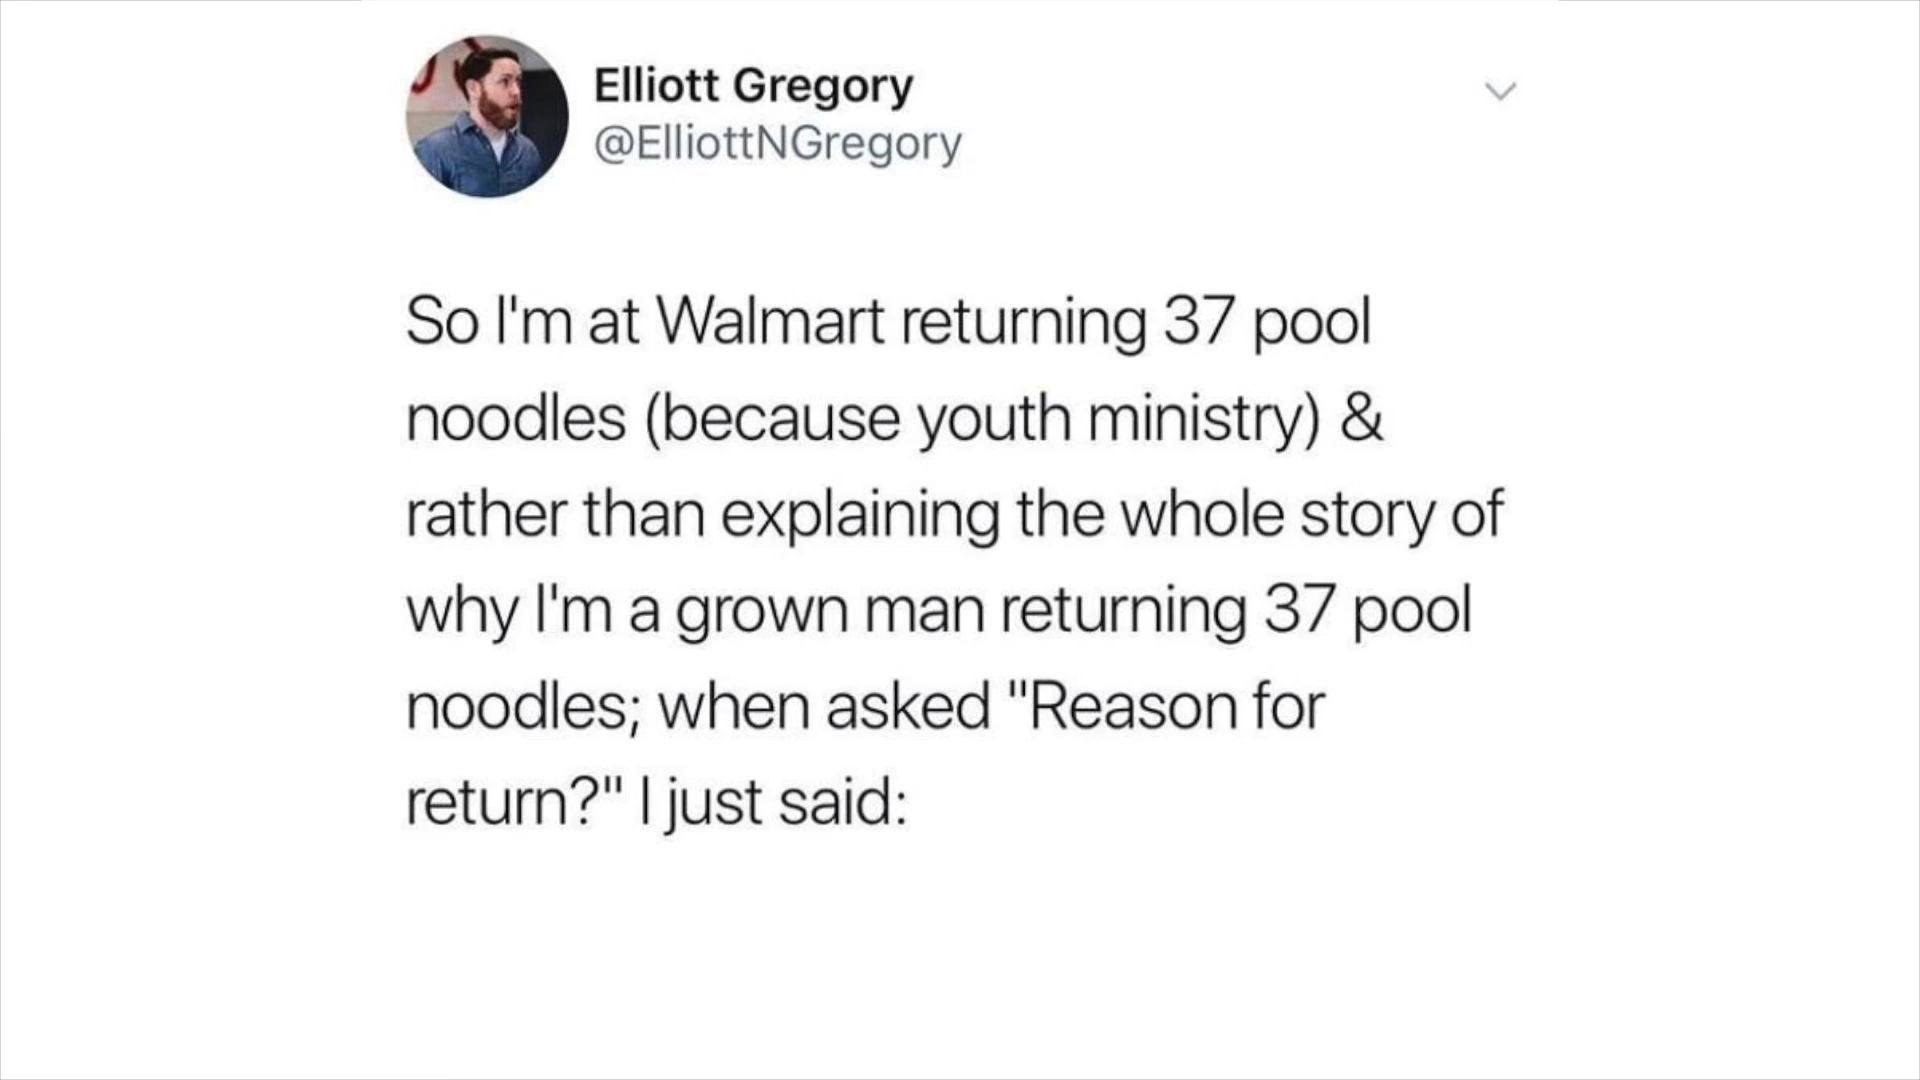 Elliott Gregory
@ElliottNGregory
So I'm at Walmart returning 37 pool
noodles (because youth ministry) &
rather than explaining the whole story of
why I'm a grown man returning 37 pool
noodles; when asked "Reason for
return?" I just said: